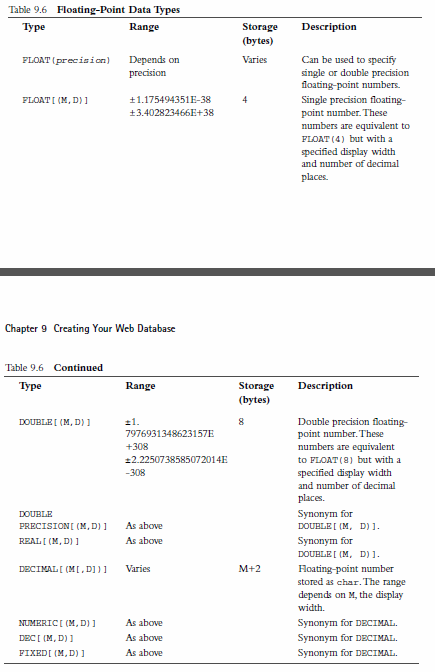 Table 9.6 Floating-Point Data Types
Type Range Storage Description
(bytes)
FLOAT(precision) Depends on Varies Can be used to specify
precision single or double precision
floating-point numbers.
FLOAT[(M,D)] ±1.175494351E-38 4 Single precision floating-
±3.402823466E+38 point number. These
numbers are equivalent to
FLOAT(4) but with a
specified display width
and number of decimal
places.
Chapter 9 Creating Your Web Database
Table 9.6 Continued
Type Range Storage Description
(bytes)
DOUBLE[(M,D)] ±1. 8 Double precision floating-
7976931348623157E point number. These
+308 numbers are equivalent
±2.2250738585072014E to FLOAT(8) but with a
-308 specified display width
and number of decimal
places.
DOUBLE Synonym for
PRECISION[(M,D)] As above DOUBLE[(M, D)].
REAL[(M,D)] As above Synonym for
DOUBLE[(M, D)].
DECIMAL[(M[,D])] Varies M+2 Floating-point number
stored as char. The range
depends on M, the display
width.
NUMERIC[(M,D)] As above Synonym for DECIMAL.
DEC[(M,D)] As above Synonym for DECIMAL.
FIXED[(M,D)] As above Synonym for DECIMAL.